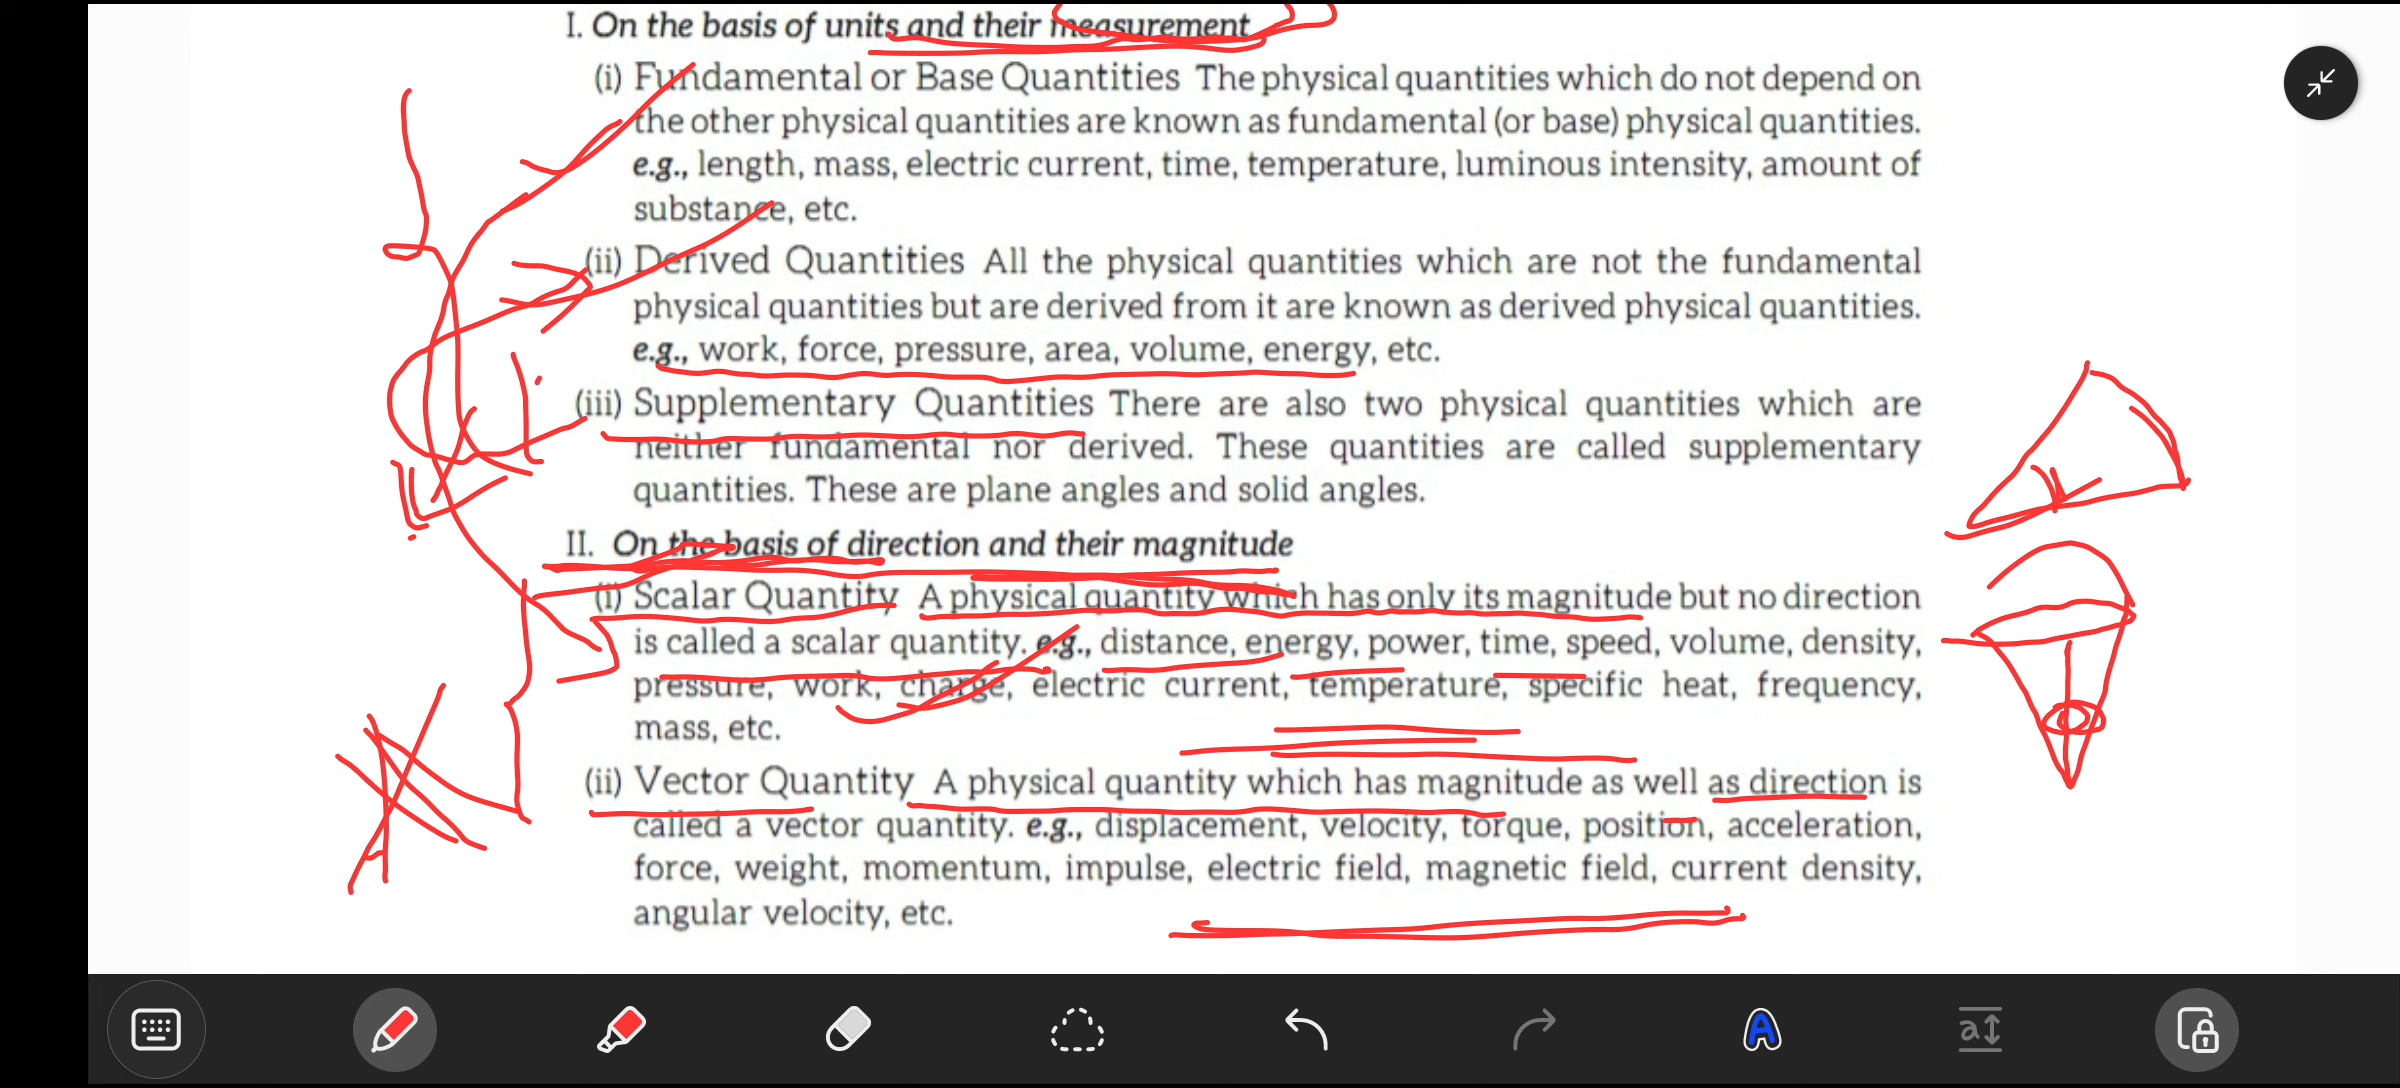 I. On the basis of units and their measurement
(i) Fundamental or Base Quantities The physical quantities which do not depend on
the other physical quantities are known as fundamental (or base) physical quantities.
e.g., length, mass, electric current, time, temperature, luminous intensity, amount of
substance, etc.
(ii) Derived Quantities All the physical quantities which are not the fundamental
physical quantities but are derived from it are known as derived physical quantities.
e.g., work, force, pressure, area, volume, energy, etc.
(iii) Supplementary Quantities There are also two physical quantities which are
neither fundamental nor derived. These quantities are called supplementary
quantities. These are plane angles and solid angles.
II. On the basis of direction and their magnitude
(i) Scalar Quantity A physical quantity which has only its magnitude but no direction
is called a scalar quantity. e.g., distance, energy, power, time, speed, volume, density,
pressure, work, charge, electric current, temperature, specific heat, frequency,
mass, etc.
(ii) Vector Quantity A physical quantity which has magnitude as well as direction is
called a vector quantity. e.g., displacement, velocity, torque, position, acceleration,
force, weight, momentum, impulse, electric field, magnetic field, current density,
angular velocity, etc.
A
a